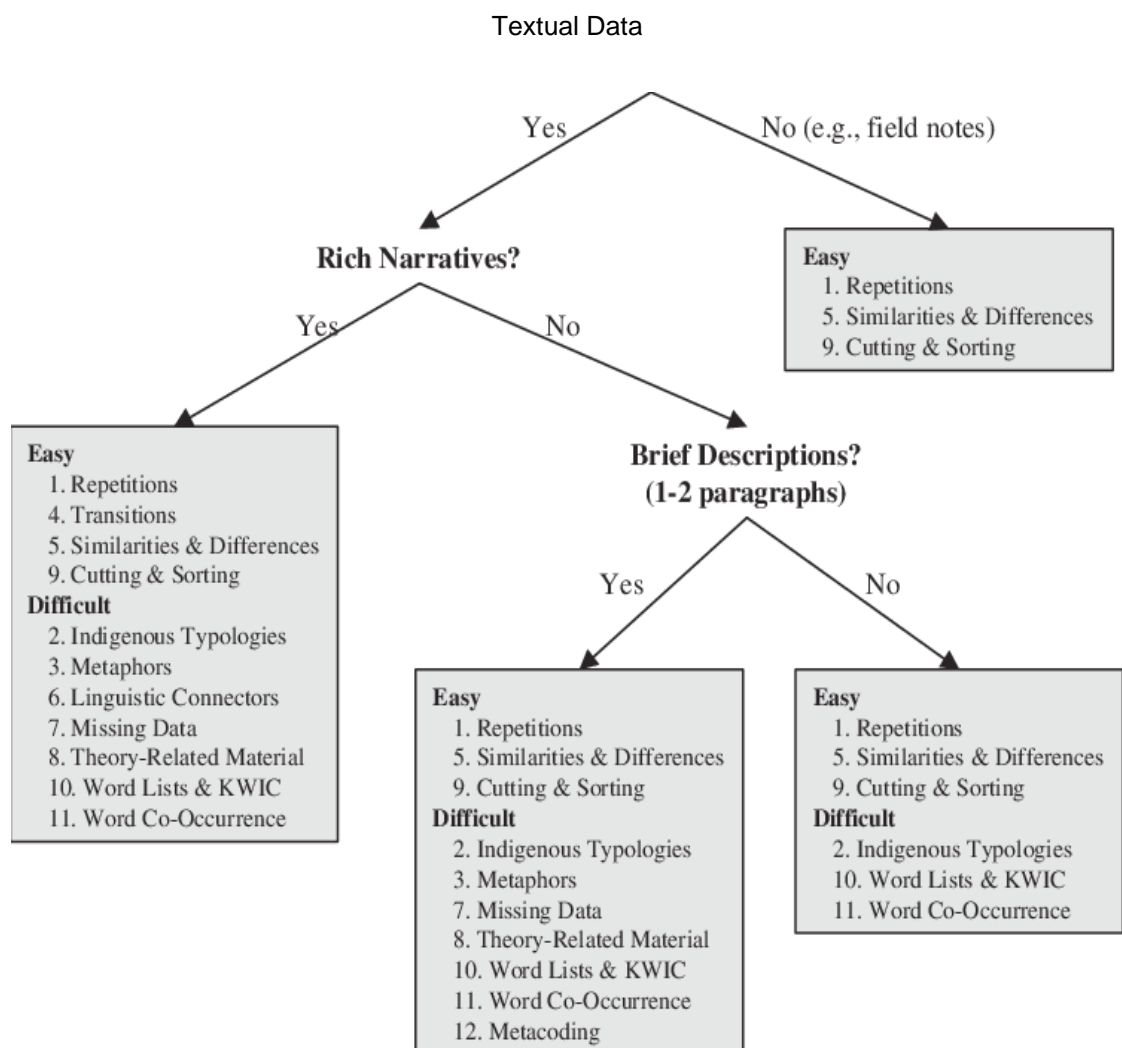 Textual Data
Yes
No (e.g., field notes)
Rich Narratives?
Easy
1. Repetitions
5. Similarities & Differences
9. Cutting & Sorting
Yes
No
Easy
1. Repetitions
4. Transitions
5. Similarities & Differences
9. Cutting & Sorting
Difficult
2. Indigenous Typologies
3. Metaphors
6. Linguistic Connectors
7. Missing Data
8. Theory-Related Material
10. Word Lists & KWIC
11. Word Co-Occurrence
Brief Descriptions?
(1-2 paragraphs)
Yes
No
Easy
1. Repetitions
5. Similarities & Differences
9. Cutting & Sorting
Difficult
2. Indigenous Typologies
3. Metaphors
7. Missing Data
8. Theory-Related Material
10. Word Lists & KWIC
11. Word Co-Occurrence
12. Metacoding
Easy
1. Repetitions
5. Similarities & Differences
9. Cutting & Sorting
Difficult
2. Indigenous Typologies
10. Word Lists & KWIC
11. Word Co-Occurrence